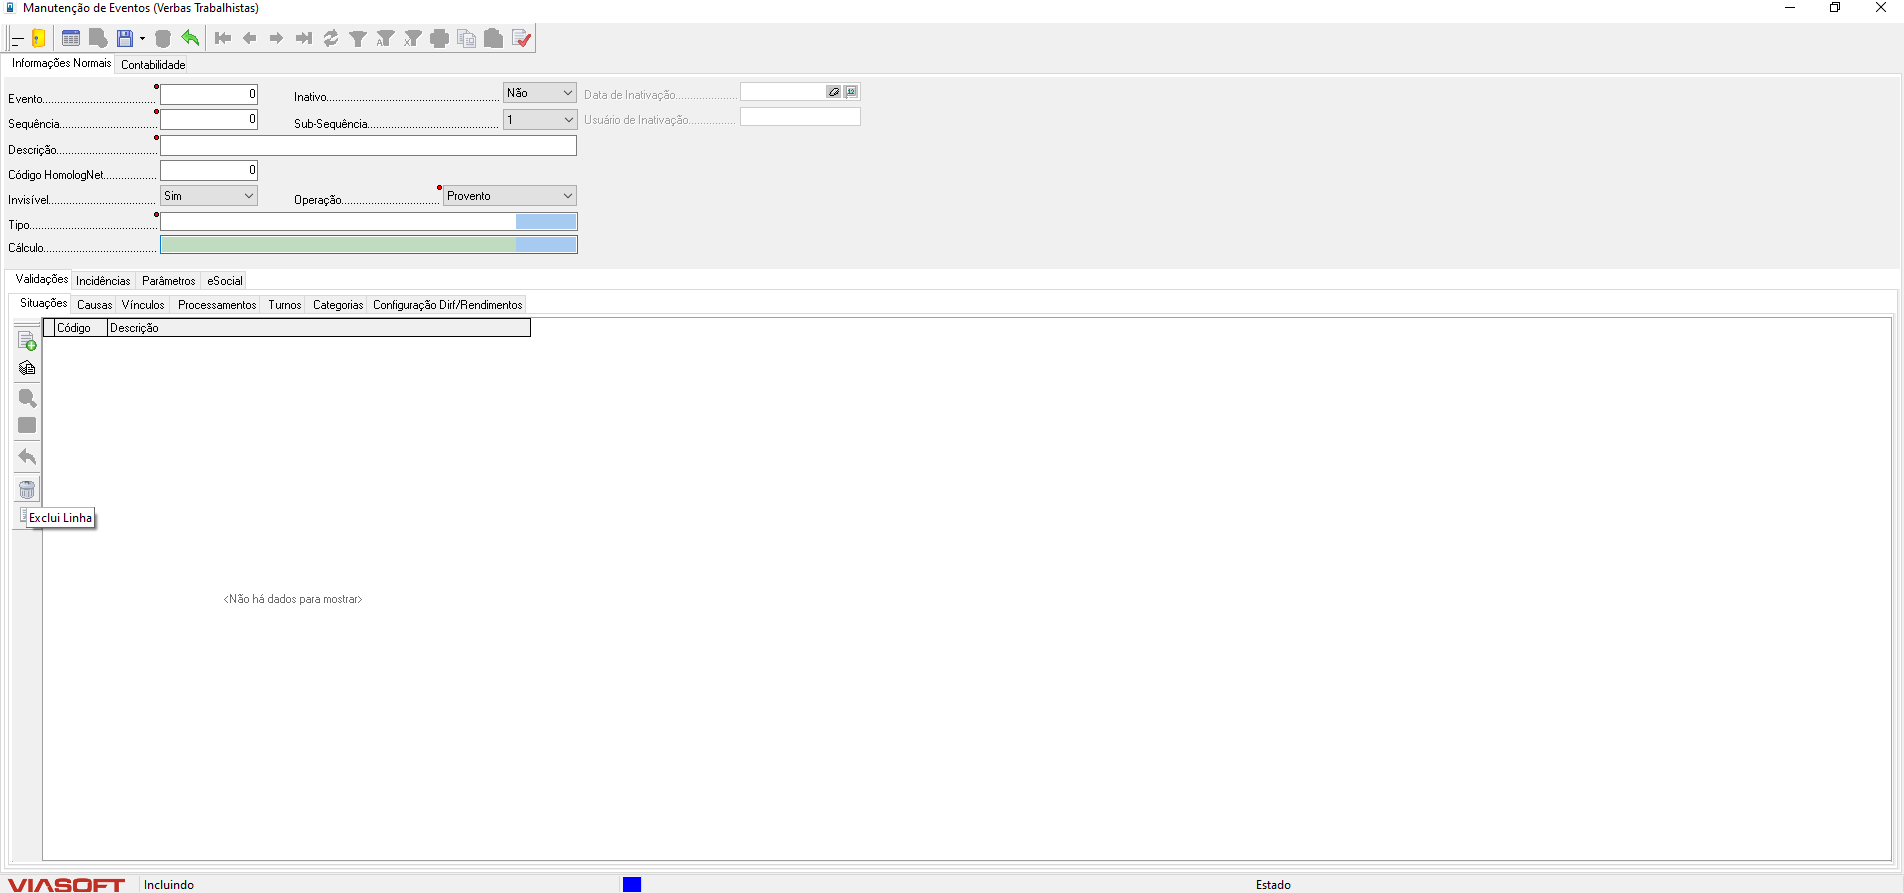 Manutenção de Eventos (Verbas Trabalhistas)
Informações Normais Contabilidade
Evento 0 Inativo Não Data de Inativação
Sequência 0 Sub-Sequência 1 Usuário de Inativação
Descrição
Código HomologNet 0
Invisível Sim Operação Provento
Tipo
Cálculo
Validações Incidências Parâmetros eSocial
Situações Causas Vínculos Processamentos Turnos Categorias Configuração Dirf/Rendimentos
Código Descrição
Exclui Linha
<Não há dados para mostrar>
VIASOFT Incluindo Estado